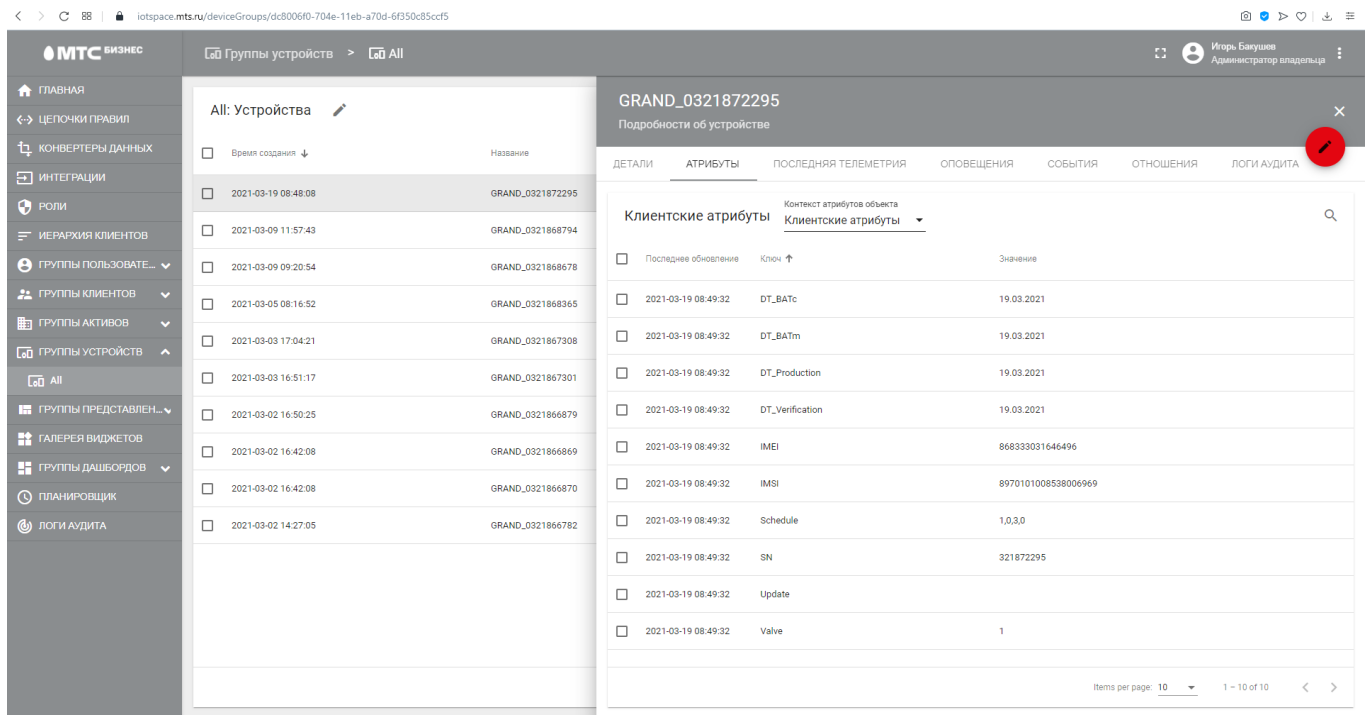 iotspace.mts.ru/deviceGroups/dc8006f0-704e-11eb-a70d-6f350c85ccf5
МТС БИЗНЕС
Группы устройств > All
Игорь Бакушев
Администратор владельца
ГЛАВНАЯ
ЦЕПОЧКИ ПРАВИЛ
КОНВЕРТЕРЫ ДАННЫХ
ИНТЕГРАЦИИ
РОЛИ
ИЕРАРХИЯ КЛИЕНТОВ
ГРУППЫ ПОЛЬЗОВАТЕ...
ГРУППЫ КЛИЕНТОВ
ГРУППЫ АКТИВОВ
ГРУППЫ УСТРОЙСТВ
All
ГРУППЫ ПРЕДСТАВЛЕН...
ГАЛЕРЕЯ ВИДЖЕТОВ
ГРУППЫ ДАШБОРДОВ
ПЛАНИРОВЩИК
ЛОГИ АУДИТА
All: Устройства
Время создания Название
2021-03-19 08:48:08 GRAND_0321872295
2021-03-09 11:57:43 GRAND_0321868794
2021-03-09 09:20:54 GRAND_0321868678
2021-03-05 08:16:52 GRAND_0321868365
2021-03-03 17:04:21 GRAND_0321867308
2021-03-03 16:51:17 GRAND_0321867301
2021-03-02 16:50:25 GRAND_0321866879
2021-03-02 16:42:08 GRAND_0321866869
2021-03-02 16:42:08 GRAND_0321866870
2021-03-02 14:27:05 GRAND_0321866782
GRAND_0321872295
Подробности об устройстве
ДЕТАЛИ АТРИБУТЫ ПОСЛЕДНЯЯ ТЕЛЕМЕТРИЯ ОПОВЕЩЕНИЯ СОБЫТИЯ ОТНОШЕНИЯ ЛОГИ АУДИТА
Клиентские атрибуты
Контекст атрибутов объекта
Клиентские атрибуты
Последнее обновление Ключ Значение
2021-03-19 08:49:32 DT_BATc 19.03.2021
2021-03-19 08:49:32 DT_BATm 19.03.2021
2021-03-19 08:49:32 DT_Production 19.03.2021
2021-03-19 08:49:32 DT_Verification 19.03.2021
2021-03-19 08:49:32 IMEI 868333031646496
2021-03-19 08:49:32 IMSI 8970101008538006969
2021-03-19 08:49:32 Schedule 1,0,3,0
2021-03-19 08:49:32 SN 321872295
2021-03-19 08:49:32 Update
2021-03-19 08:49:32 Valve 1
Items per page: 10 1 – 10 of 10